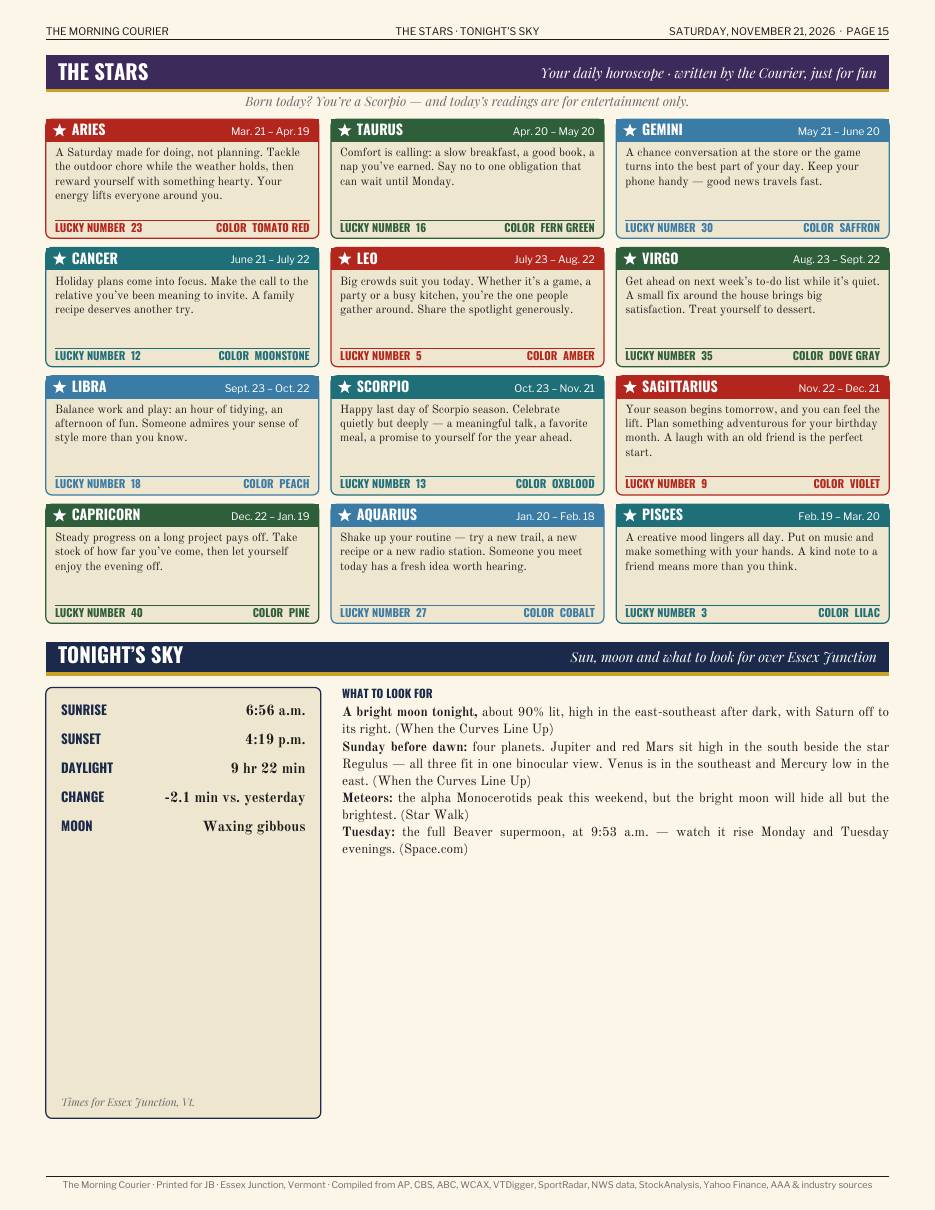 THE MORNING COURIER
THE STARS · TONIGHT'S SKY
SATURDAY, NOVEMBER 21, 2026 · PAGE 15
THE STARS
Your daily horoscope · written by the Courier, just for fun
Born today? You're a Scorpio — and today's readings are for entertainment only.
★ ARIES
Mar. 21 – Apr. 19
A Saturday made for doing, not planning. Tackle
the outdoor chore while the weather holds, then
reward yourself with something hearty. Your
energy lifts everyone around you.
LUCKY NUMBER 23
COLOR TOMATO RED
★ TAURUS
Apr. 20 – May 20
Comfort is calling: a slow breakfast, a good book, a
nap you've earned. Say no to one obligation that
can wait until Monday.
LUCKY NUMBER 16
COLOR FERN GREEN
★ GEMINI
May 21 – June 20
A chance conversation at the store or the game
turns into the best part of your day. Keep your
phone handy — good news travels fast.
LUCKY NUMBER 30
COLOR SAFFRON
★ CANCER
June 21 – July 22
Holiday plans come into focus. Make the call to the
relative you've been meaning to invite. A family
recipe deserves another try.
LUCKY NUMBER 12
COLOR MOONSTONE
★ LEO
July 23 – Aug. 22
Big crowds suit you today. Whether it's a game, a
party or a busy kitchen, you're the one people
gather around. Share the spotlight generously.
LUCKY NUMBER 5
COLOR AMBER
★ VIRGO
Aug. 23 – Sept. 22
Get ahead on next week's to-do list while it's quiet.
A small fix around the house brings big
satisfaction. Treat yourself to dessert.
LUCKY NUMBER 35
COLOR DOVE GRAY
★ LIBRA
Sept. 23 – Oct. 22
Balance work and play: an hour of tidying, an
afternoon of fun. Someone admires your sense of
style more than you know.
LUCKY NUMBER 18
COLOR PEACH
★ SCORPIO
Oct. 23 – Nov. 21
Happy last day of Scorpio season. Celebrate
quietly but deeply — a meaningful talk, a favorite
meal, a promise to yourself for the year ahead.
LUCKY NUMBER 13
COLOR OXBLOOD
★ SAGITTARIUS
Nov. 22 – Dec. 21
Your season begins tomorrow, and you can feel the
lift. Plan something adventurous for your birthday
month. A laugh with an old friend is the perfect
start.
LUCKY NUMBER 9
COLOR VIOLET
★ CAPRICORN
Dec. 22 – Jan. 19
Steady progress on a long project pays off. Take
stock of how far you've come, then let yourself
enjoy the evening off.
LUCKY NUMBER 40
COLOR PINE
★ AQUARIUS
Jan. 20 – Feb. 18
Shake up your routine — try a new trail, a new
recipe or a new radio station. Someone you meet
today has a fresh idea worth hearing.
LUCKY NUMBER 27
COLOR COBALT
★ PISCES
Feb. 19 – Mar. 20
A creative mood lingers all day. Put on music and
make something with your hands. A kind note to a
friend means more than you think.
LUCKY NUMBER 3
COLOR LILAC
TONIGHT'S SKY
Sun, moon and what to look for over Essex Junction
SUNRISE 6:56 a.m.
SUNSET 4:19 p.m.
DAYLIGHT 9 hr 22 min
CHANGE -2.1 min vs. yesterday
MOON Waxing gibbous
Times for Essex Junction, Vt.
WHAT TO LOOK FOR
A bright moon tonight, about 90% lit, high in the east-southeast after dark, with Saturn off to
its right. (When the Curves Line Up)
Sunday before dawn: four planets. Jupiter and red Mars sit high in the south beside the star
Regulus — all three fit in one binocular view. Venus is in the southeast and Mercury low in the
east. (When the Curves Line Up)
Meteors: the alpha Monocerotids peak this weekend, but the bright moon will hide all but the
brightest. (Star Walk)
Tuesday: the full Beaver supermoon, at 9:53 a.m. — watch it rise Monday and Tuesday
evenings. (Space.com)
The Morning Courier · Printed for JB · Essex Junction, Vermont · Compiled from AP, CBS, ABC, WCAX, VTDigger, SportRadar, NWS data, StockAnalysis, Yahoo Finance, AAA & industry sources